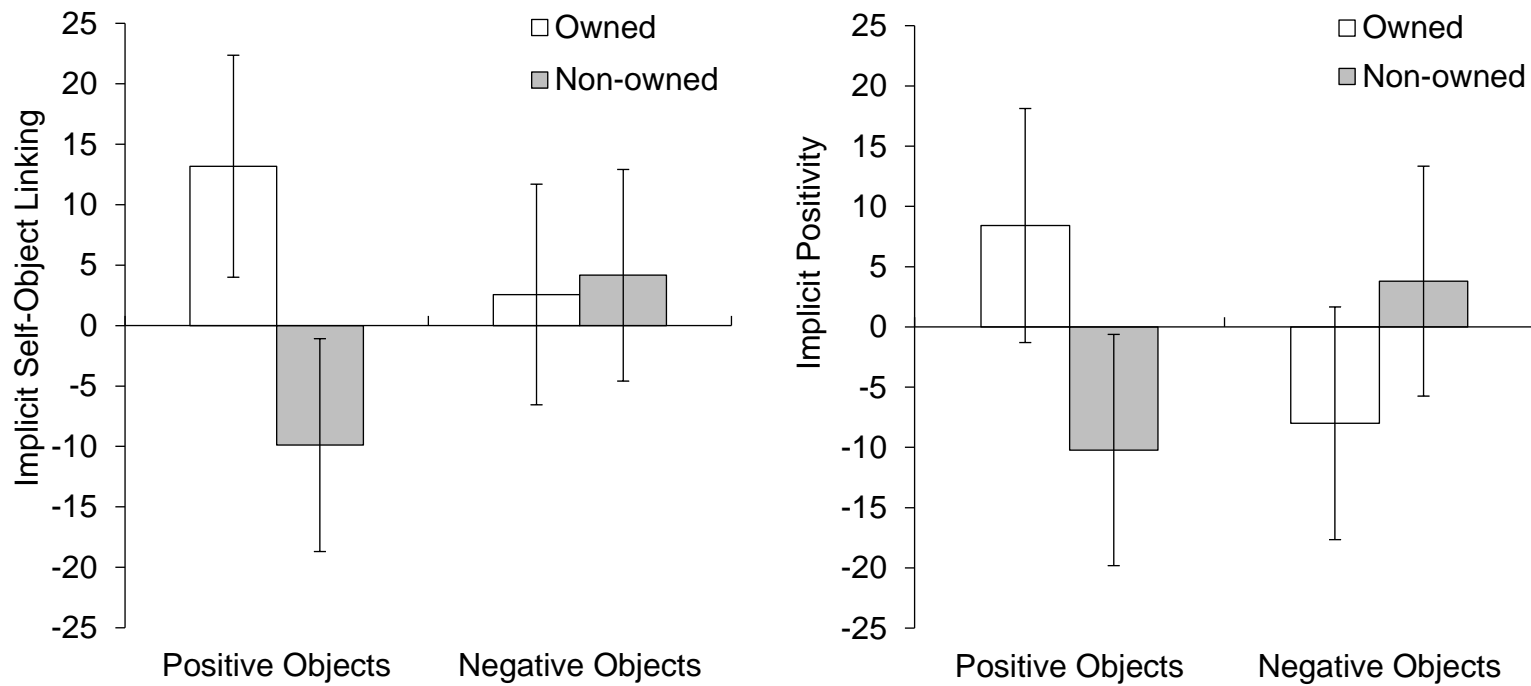 Implicit Self-Object Linking
25
20
15
10
5
0
-5
-10
-15
-20
-25
Owned
Non-owned
Positive Objects Negative Objects
Implicit Positivity
25
20
15
10
5
0
-5
-10
-15
-20
-25
Owned
Non-owned
Positive Objects Negative Objects